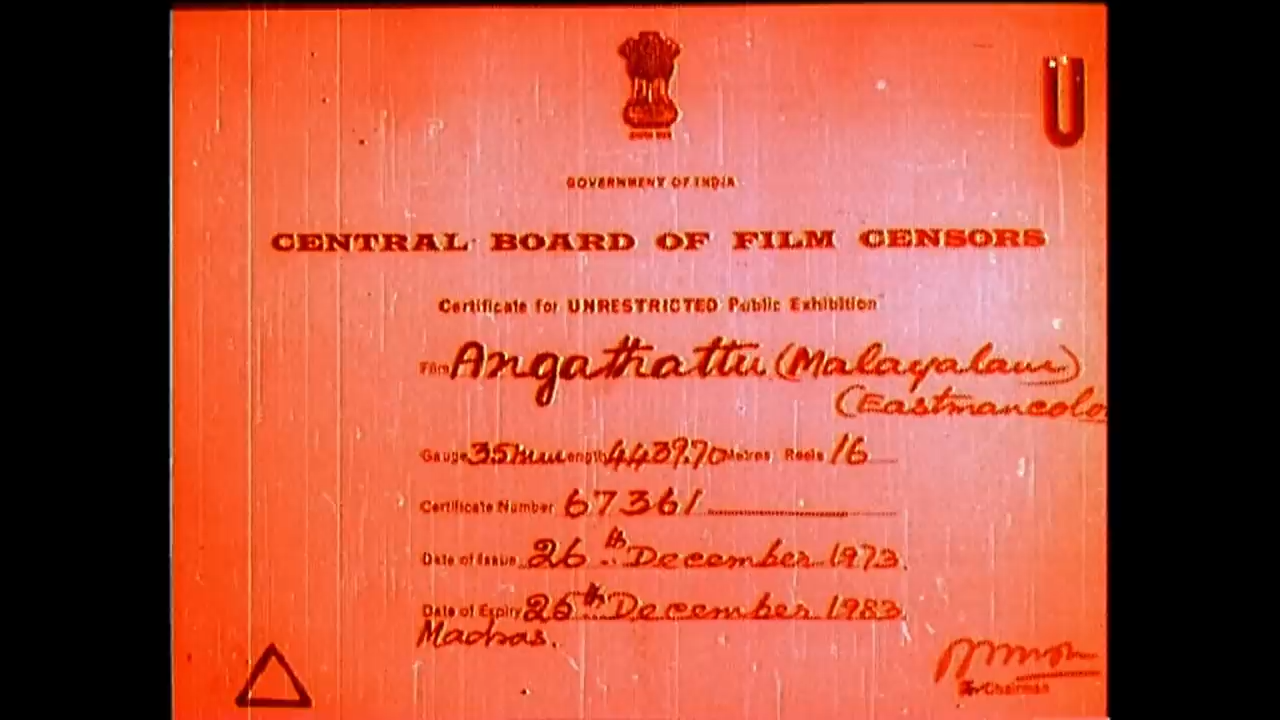 U
GOVERNMENT OF INDIA
CENTRAL BOARD OF FILM CENSORS
Certificate for UNRESTRICTED Public Exhibition
Film Angathattu (Malayalam)
(Eastmancolo
Gauge 35mm Length 4439.70 Metres Reels 16
Certificate Number 67361
Date of Issue 26th December 1973.
Date of Expiry 25th December 1983.
Madras.
For Chairman